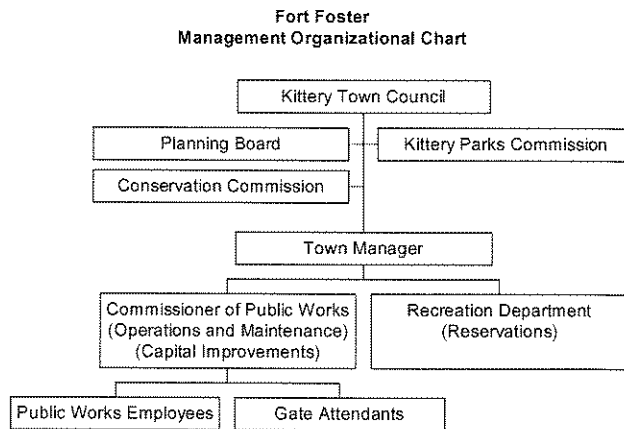 Fort Foster
Management Organizational Chart
Kittery Town Council
Planning Board
Kittery Parks Commission
Conservation Commission
Town Manager
Commissioner of Public Works
(Operations and Maintenance)
(Capital Improvements)
Recreation Department
(Reservations)
Public Works Employees
Gate Attendants